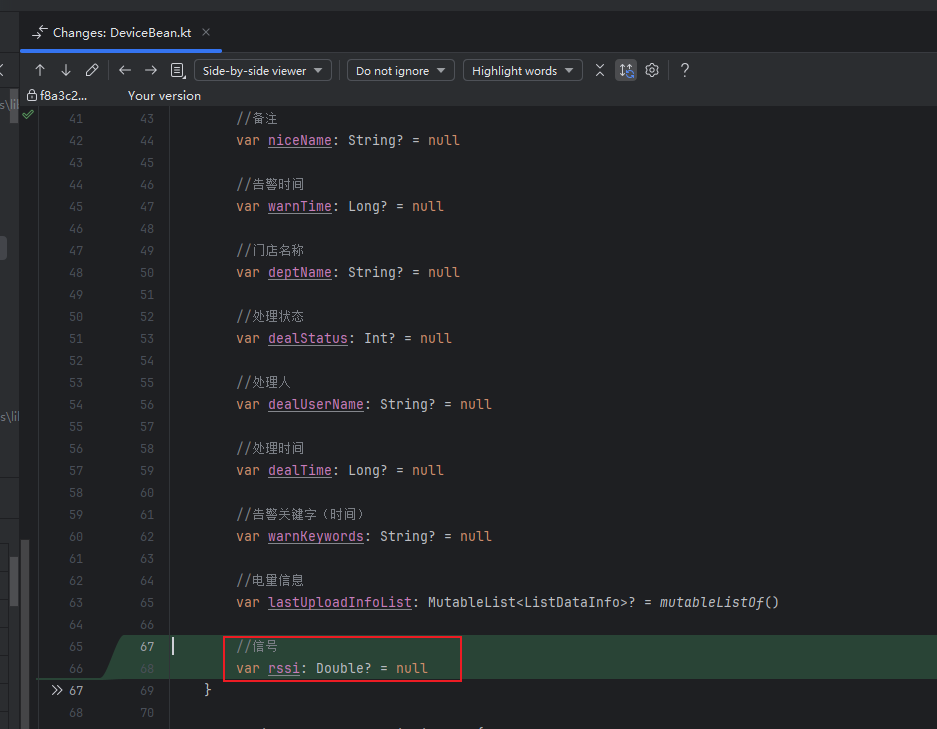 Changes: DeviceBean.kt
Side-by-side viewer
Do not ignore
Highlight words
?
f8a3c2...
Your version
41 43 //备注
42 44 var niceName: String? = null
43 45
44 46 //告警时间
45 47 var warnTime: Long? = null
46 48
47 49 //门店名称
48 50 var deptName: String? = null
49 51
50 52 //处理状态
51 53 var dealStatus: Int? = null
52 54
53 55 //处理人
54 56 var dealUserName: String? = null
55 57
56 58 //处理时间
57 59 var dealTime: Long? = null
58 60
59 61 //告警关键字（时间）
60 62 var warnKeywords: String? = null
61 63
62 64 //电量信息
63 65 var lastUploadInfoList: MutableList<ListDataInfo>? = mutableListOf()
64 66
65 67 //信号
66 68 var rssi: Double? = null
67 69 }
68 70
s\lil
s\lil